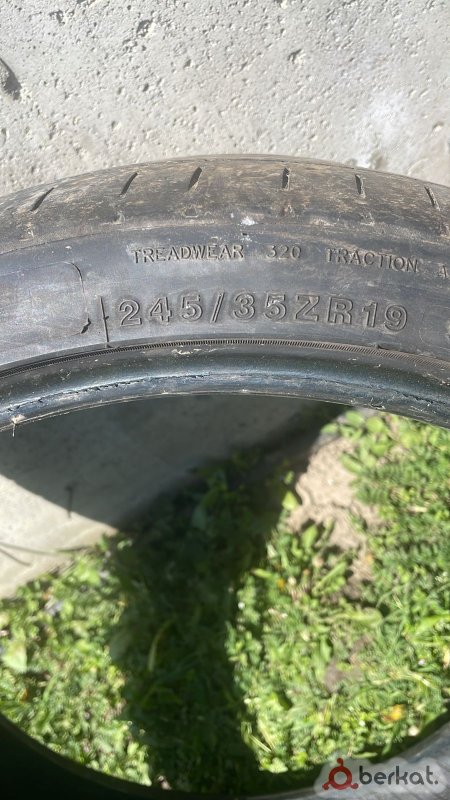 TREADWEAR 320 TRACTION A
245/35ZR19
berkat.